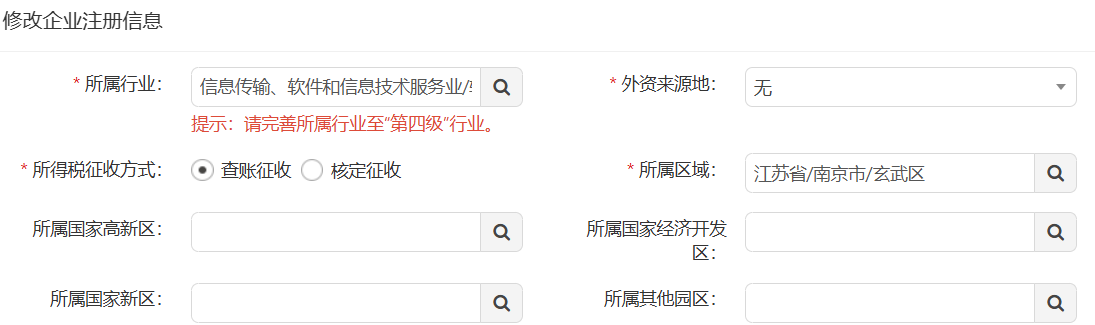 修改企业注册信息
* 所属行业： 信息传输、软件和信息技术服务业/ * 外资来源地： 无
提示：请完善所属行业至“第四级”行业。
* 所得税征收方式： 查账征收 核定征收 * 所属区域： 江苏省/南京市/玄武区
所属国家高新区： 所属国家经济开发
区：
所属国家新区： 所属其他园区：